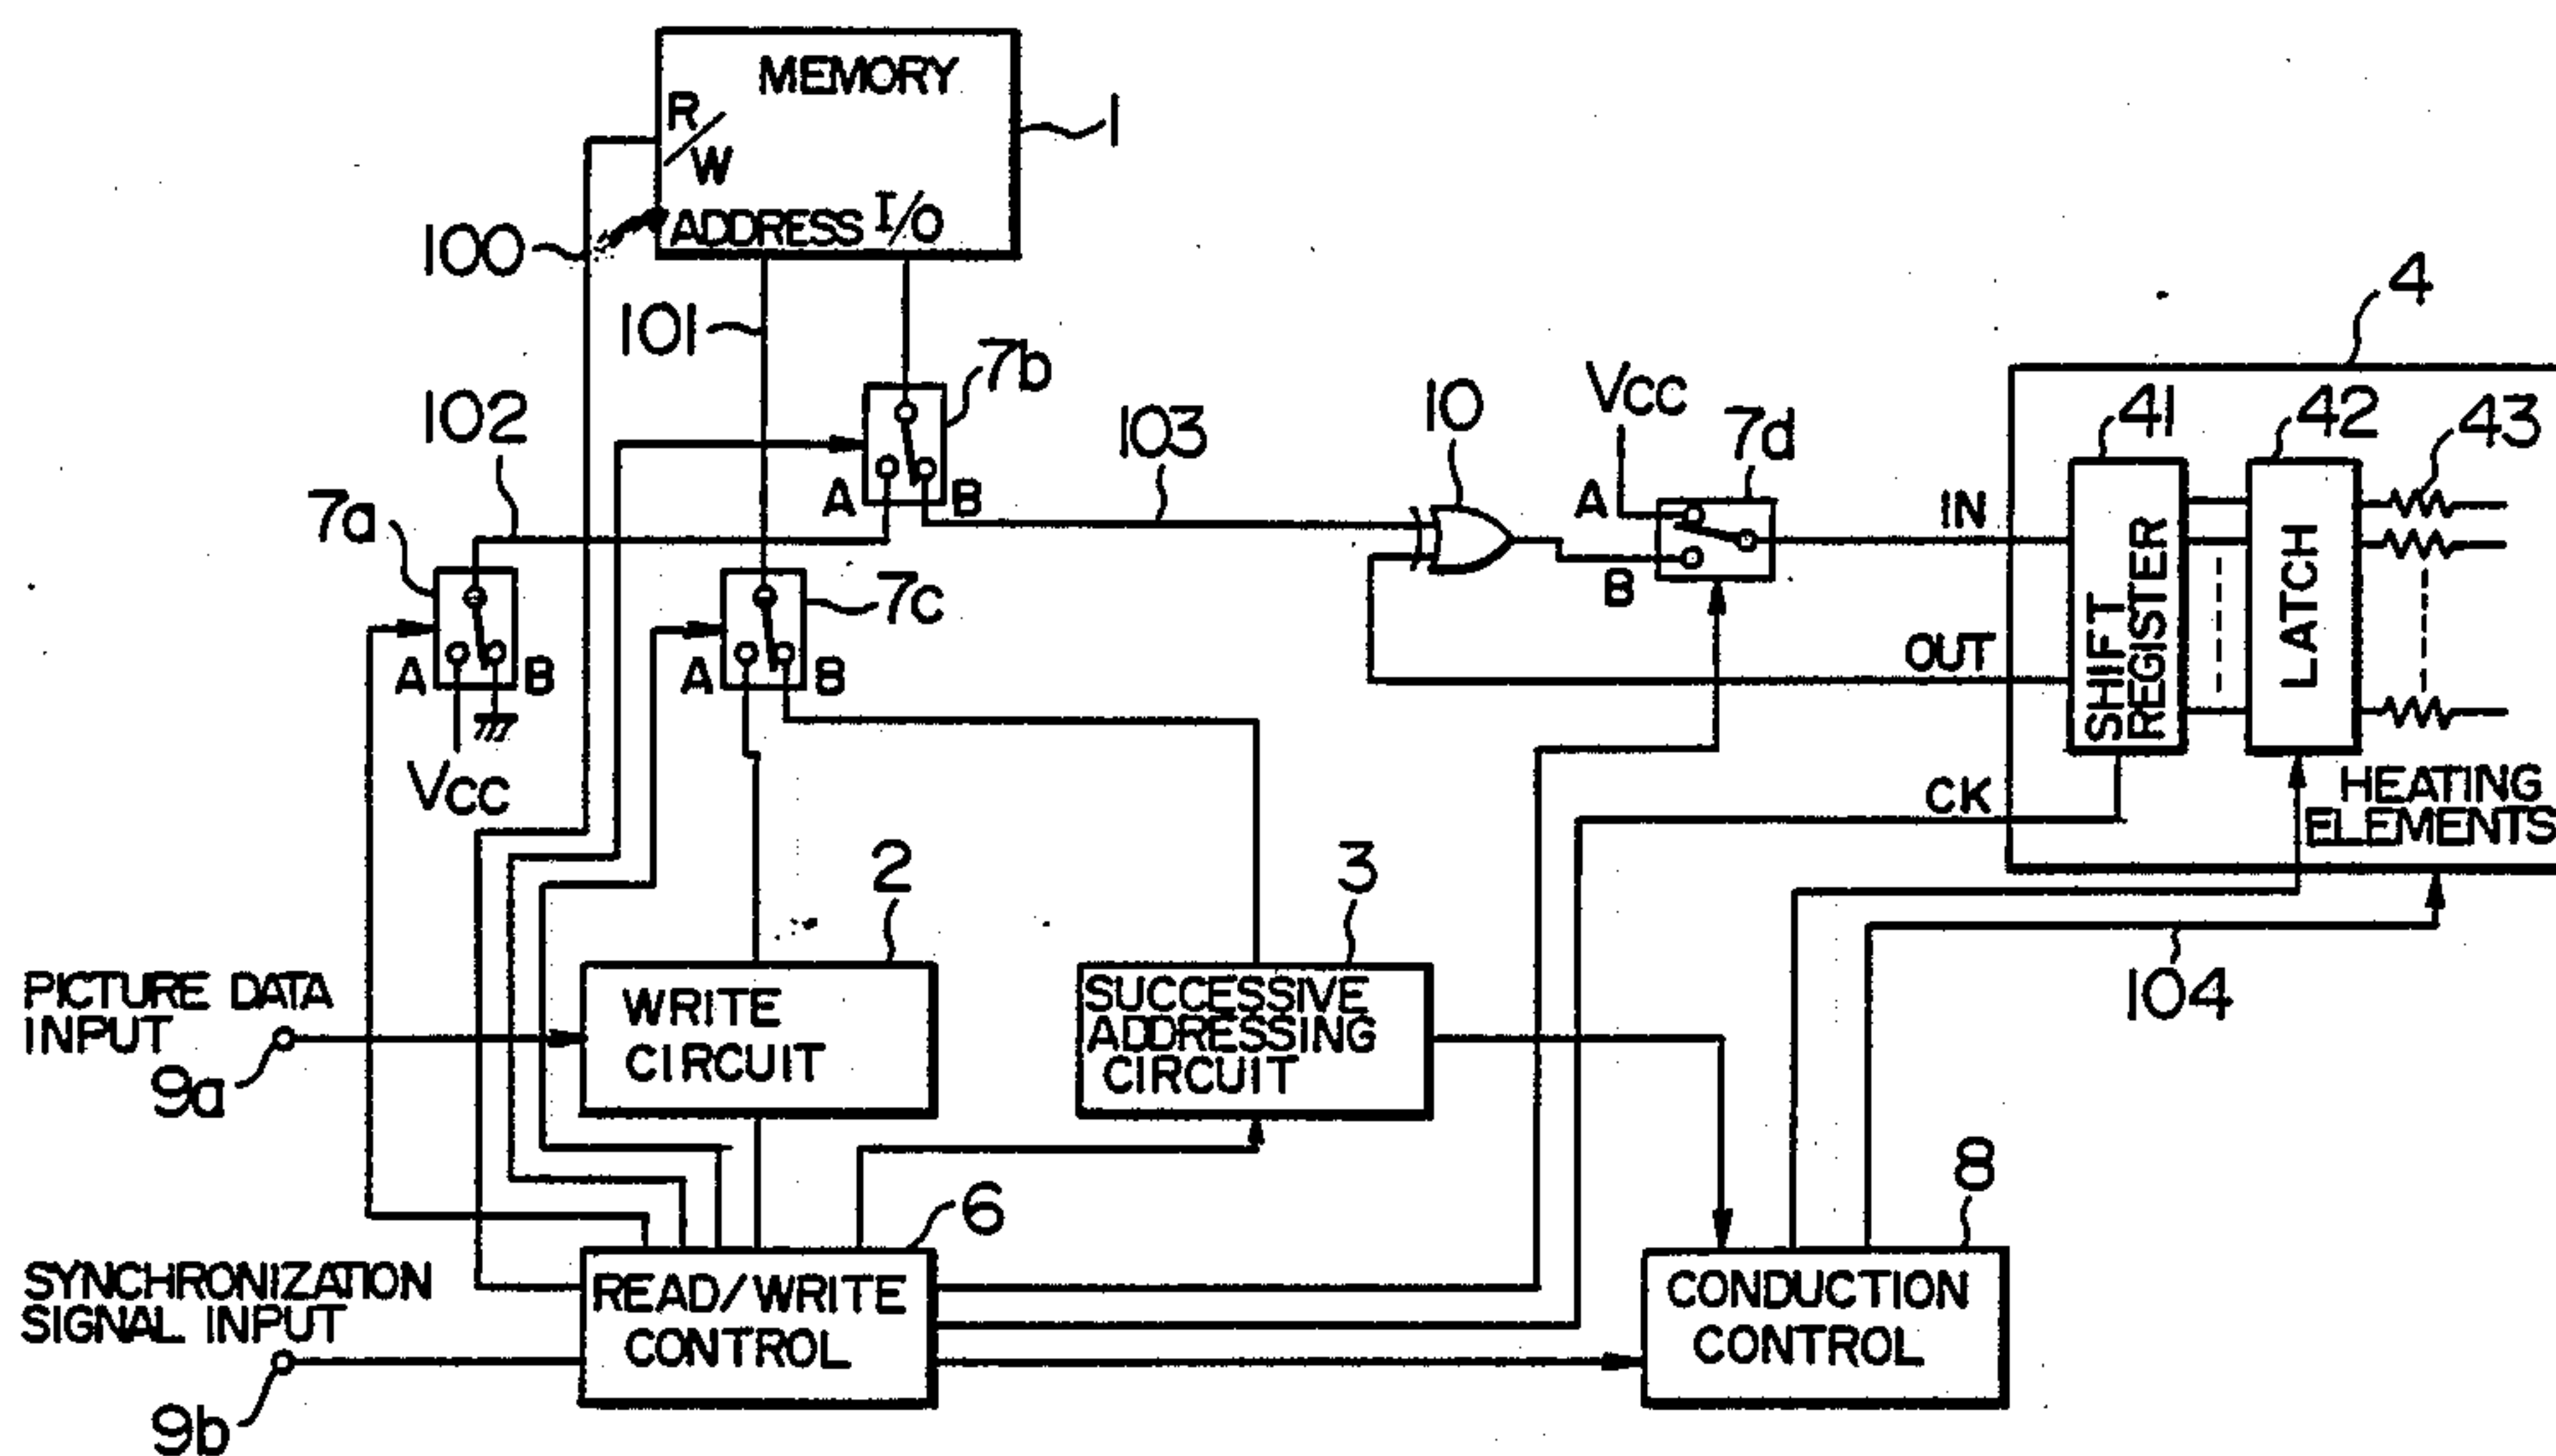 MEMORY
R/W
ADDRESS I/O
1
100
101
102
7b
A
B
103
10
VCC
7d
A
B
4
41
42
43
IN
OUT
CK
SHIFT
REGISTER
LATCH
HEATING
ELEMENTS
7a
A
B
VCC
7c
A
B
2
3
104
PICTURE DATA
INPUT
9a
WRITE
CIRCUIT
SUCCESSIVE
ADDRESSING
CIRCUIT
6
8
SYNCHRONIZATION
SIGNAL INPUT
9b
READ/WRITE
CONTROL
CONDUCTION
CONTROL